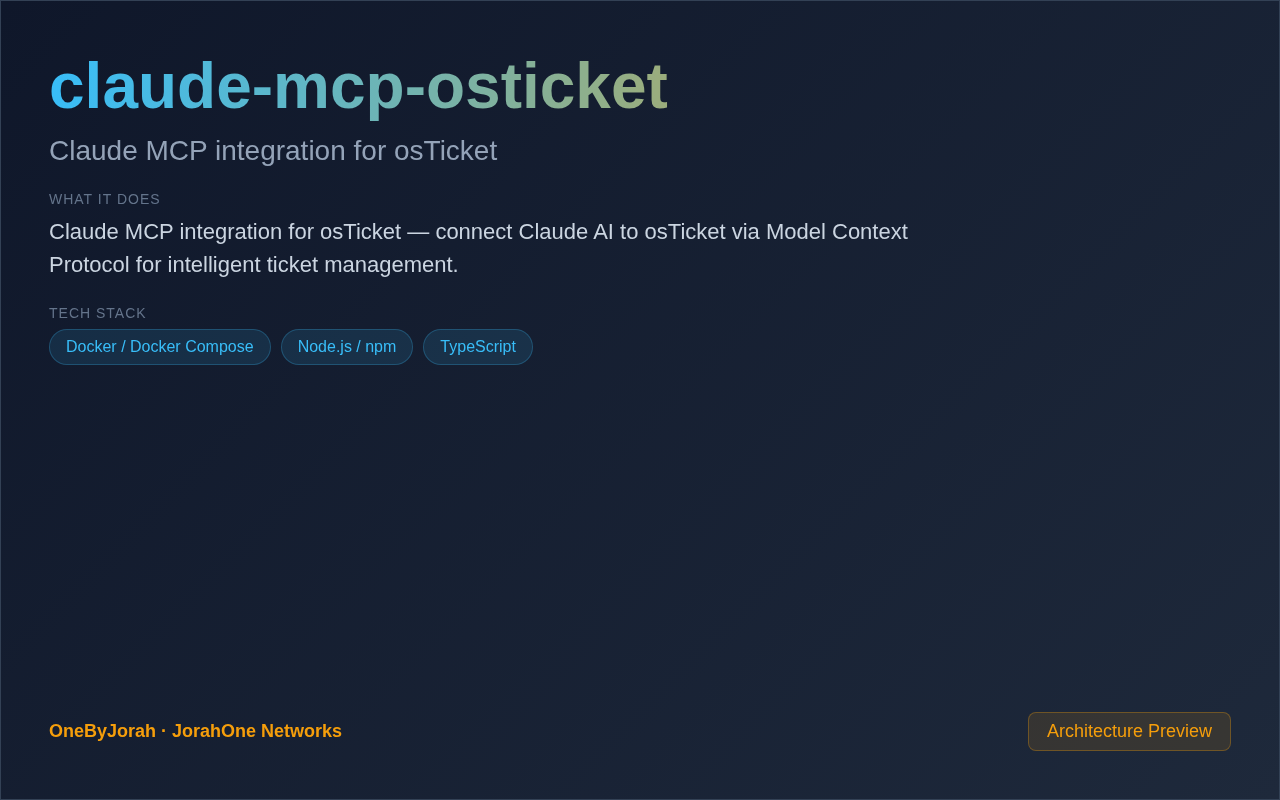 claude-mcp-osticket
Claude MCP integration for osTicket
WHAT IT DOES
Claude MCP integration for osTicket — connect Claude AI to osTicket via Model Context
Protocol for intelligent ticket management.
TECH STACK
Docker / Docker Compose
Node.js / npm
TypeScript
OneByJorah · JorahOne Networks
Architecture Preview